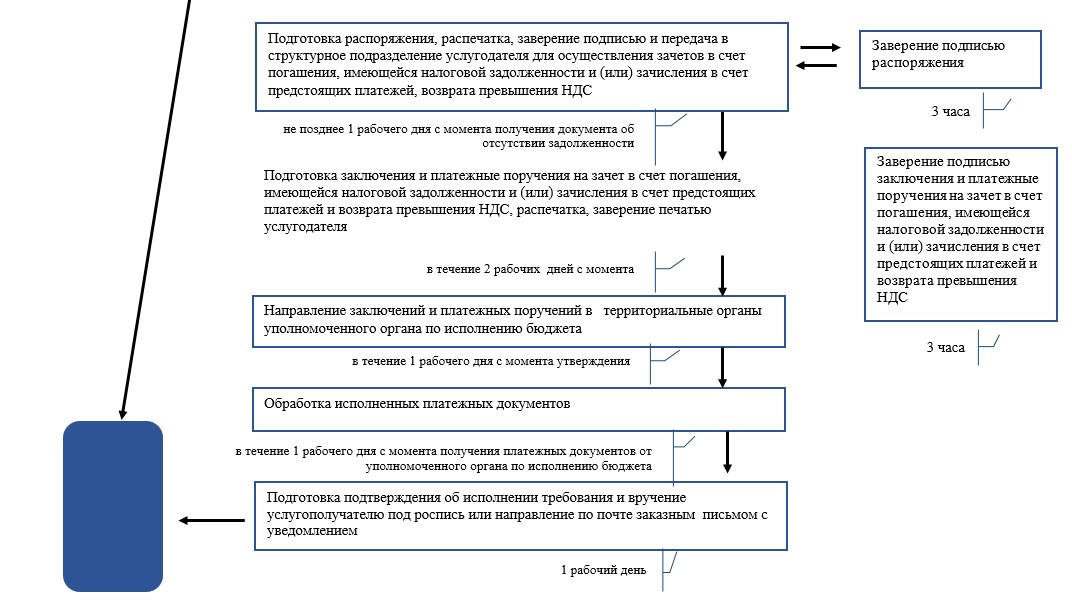 Подготовка распоряжения, распечатка, заверение подписью и передача в
структурное подразделение услугодателя для осуществления зачетов в счет
погашения, имеющейся налоговой задолженности и (или) зачисления в счет
предстоящих платежей, возврата превышения НДС
Заверение подписью
распоряжения
3 часа
не позднее 1 рабочего дня с момента получения документа об
отсутствии задолженности
Подготовка заключения и платежные поручения на зачет в счет погашения,
имеющейся налоговой задолженности и (или) зачисления в счет предстоящих
платежей и возврата превышения НДС, распечатка, заверение печатью
услугодателя
Заверение подписью
заключения и платежные
поручения на зачет в счет
погашения, имеющейся
налоговой задолженности
и (или) зачисления в счет
предстоящих платежей и
возврата превышения
НДС
3 часа
в течение 2 рабочих дней с момента
Направление заключений и платежных поручений в территориальные органы
уполномоченного органа по исполнению бюджета
в течение 1 рабочего дня с момента утверждения
Обработка исполненных платежных документов
в течение 1 рабочего дня с момента получения платежных документов от
уполномоченного органа по исполнению бюджета
Подготовка подтверждения об исполнении требования и вручение
услугополучателю под роспись или направление по почте заказным письмом с
уведомлением
1 рабочий день